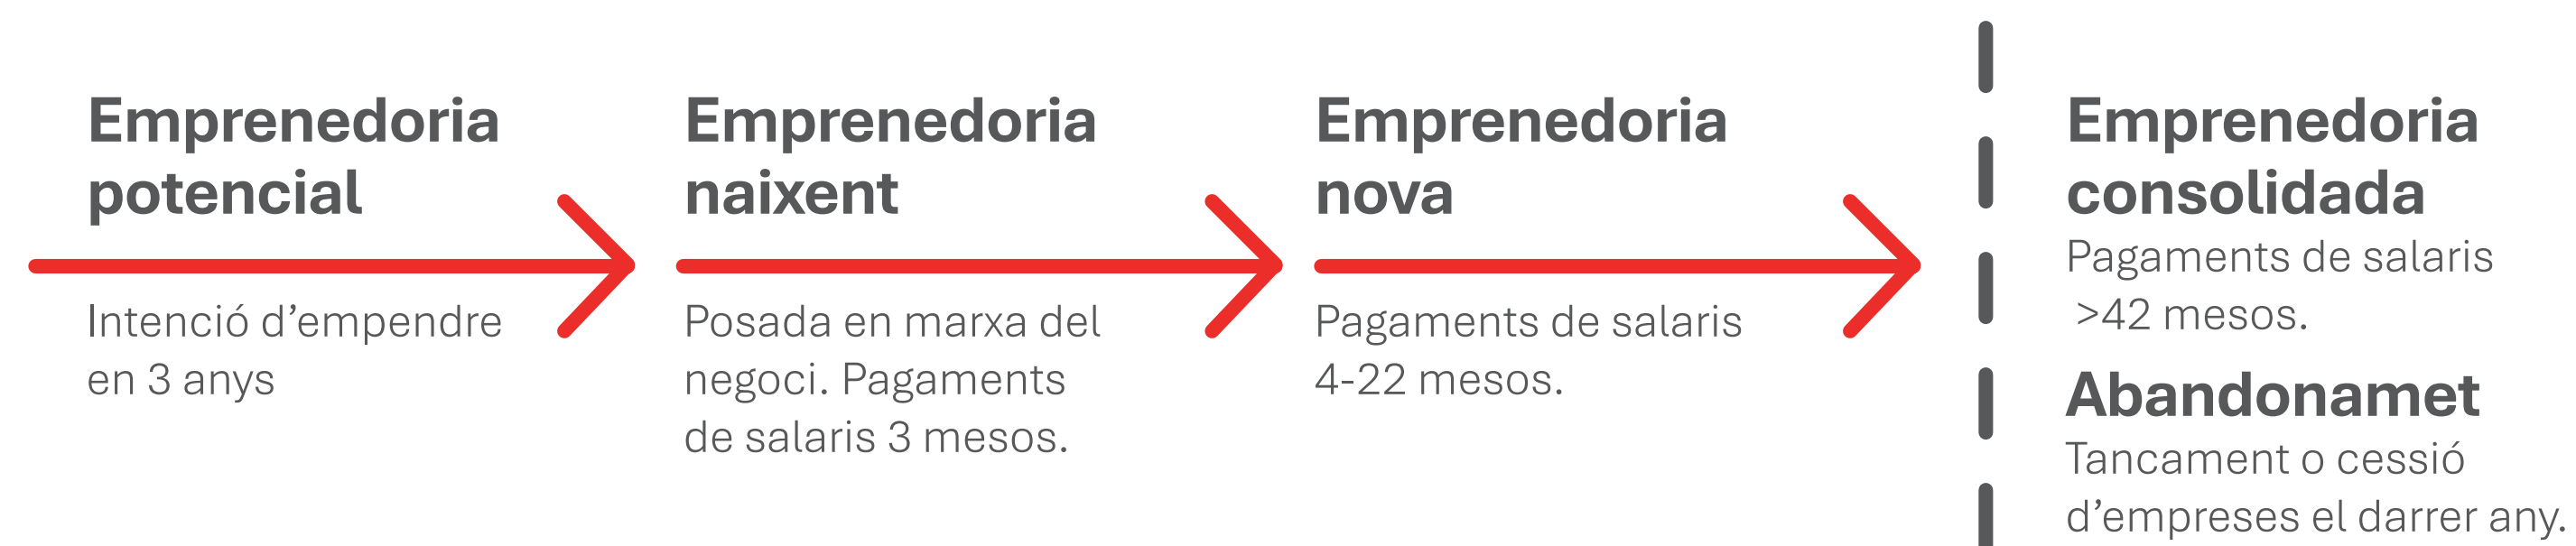 Emprenedoria
potencial
Intenció d’empendre
en 3 anys
Emprenedoria
naixent
Posada en marxa del
negoci. Pagaments
de salaris 3 mesos.
Emprenedoria
nova
Pagaments de salaris
4-22 mesos.
Emprenedoria
consolidada
Pagaments de salaris
>42 mesos.
Abandonamet
Tancament o cessió
d’empreses el darrer any.